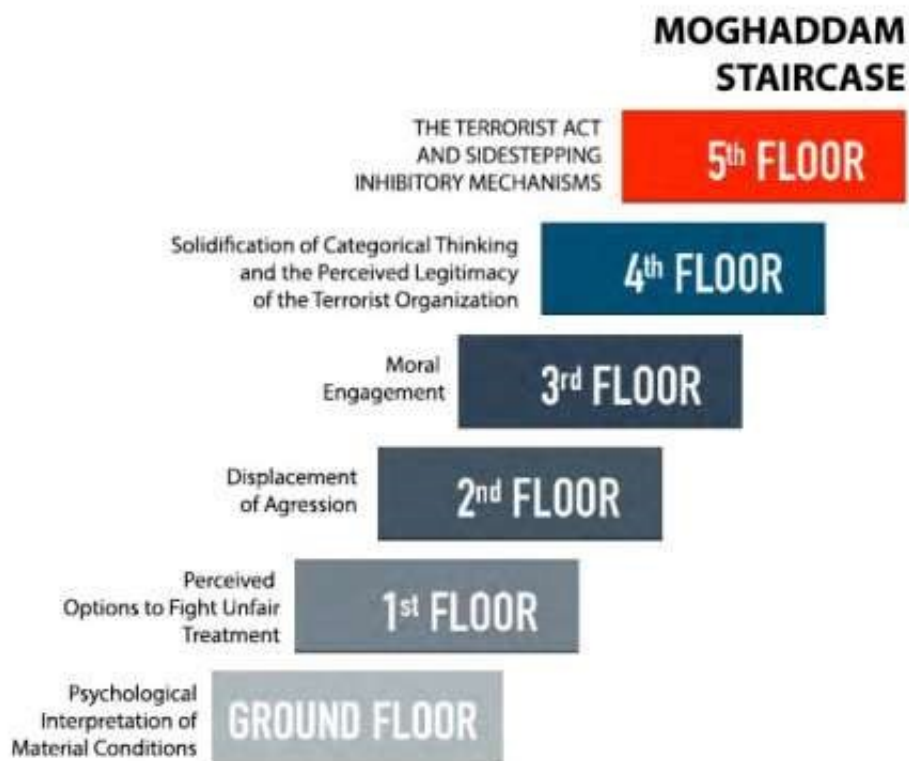 MOGHADDAM
STAIRCASE
THE TERRORIST ACT
AND SIDESTEPPING
INHIBITORY MECHANISMS
5th FLOOR
Solidification of Categorical Thinking
and the Perceived Legitimacy
of the Terrorist Organization
4th FLOOR
Moral
Engagement
3rd FLOOR
Displacement
of Agression
2nd FLOOR
Perceived
Options to Fight Unfair
Treatment
1st FLOOR
Psychological
Interpretation of
Material Conditions
GROUND FLOOR